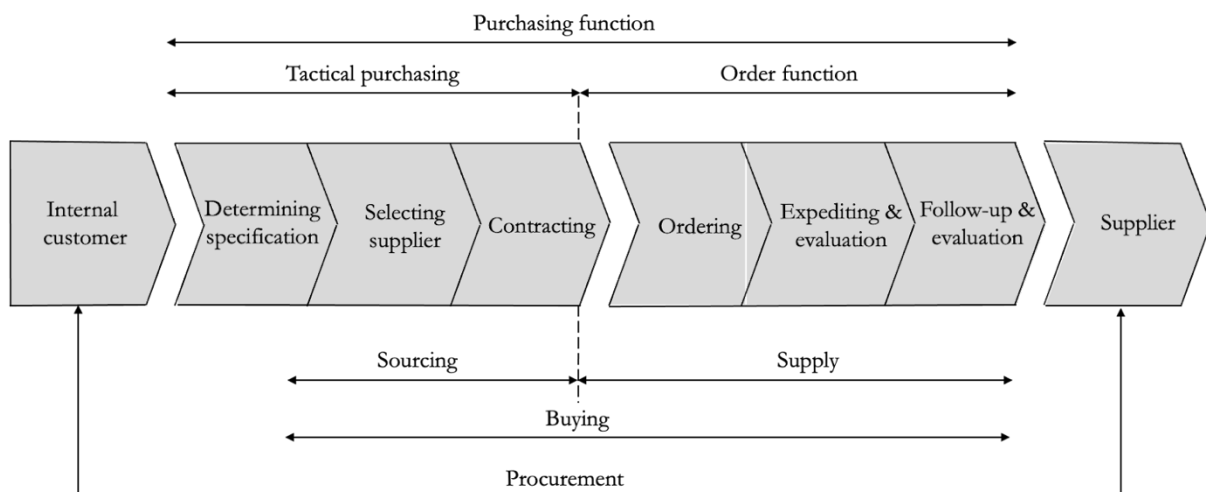 Purchasing function
Tactical purchasing
Order function
Internal
customer
Determining
specification
Selecting
supplier
Contracting
Ordering
Expediting &
evaluation
Follow-up &
evaluation
Supplier
Sourcing
Supply
Buying
Procurement